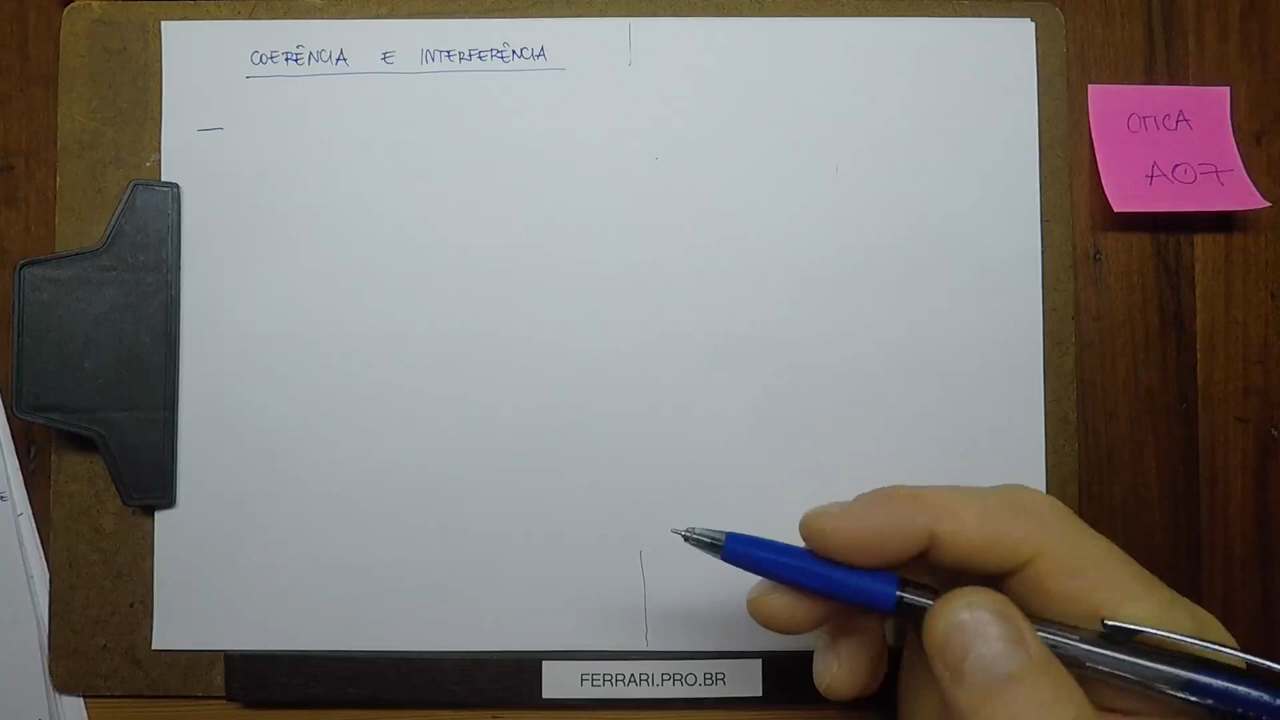 COERÊNCIA E INTERFERÊNCIA
OTICA
A07
FERRARI.PRO.BR
E